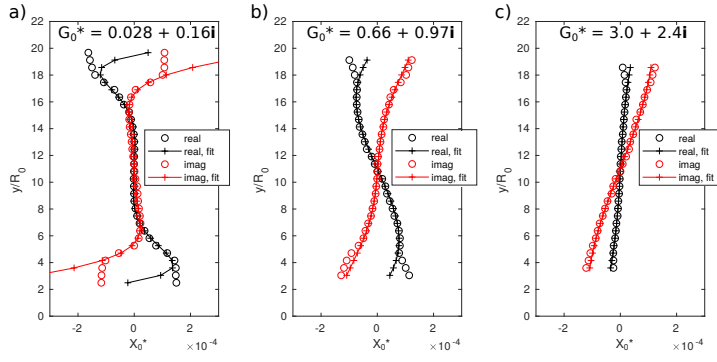 a)
G₀* = 0.028 + 0.16i
y/R₀
22
20
18
16
14
12
10
8
6
4
2
0
real
real, fit
imag
imag, fit
-2
0
2
X₀*
×10⁻⁴
b)
G₀* = 0.66 + 0.97i
y/R₀
22
20
18
16
14
12
10
8
6
4
2
0
real
real, fit
imag
imag, fit
-2
0
2
X₀*
×10⁻⁴
c)
G₀* = 3.0 + 2.4i
y/R₀
22
20
18
16
14
12
10
8
6
4
2
0
real
real, fit
imag
imag, fit
-2
0
2
X₀*
×10⁻⁴